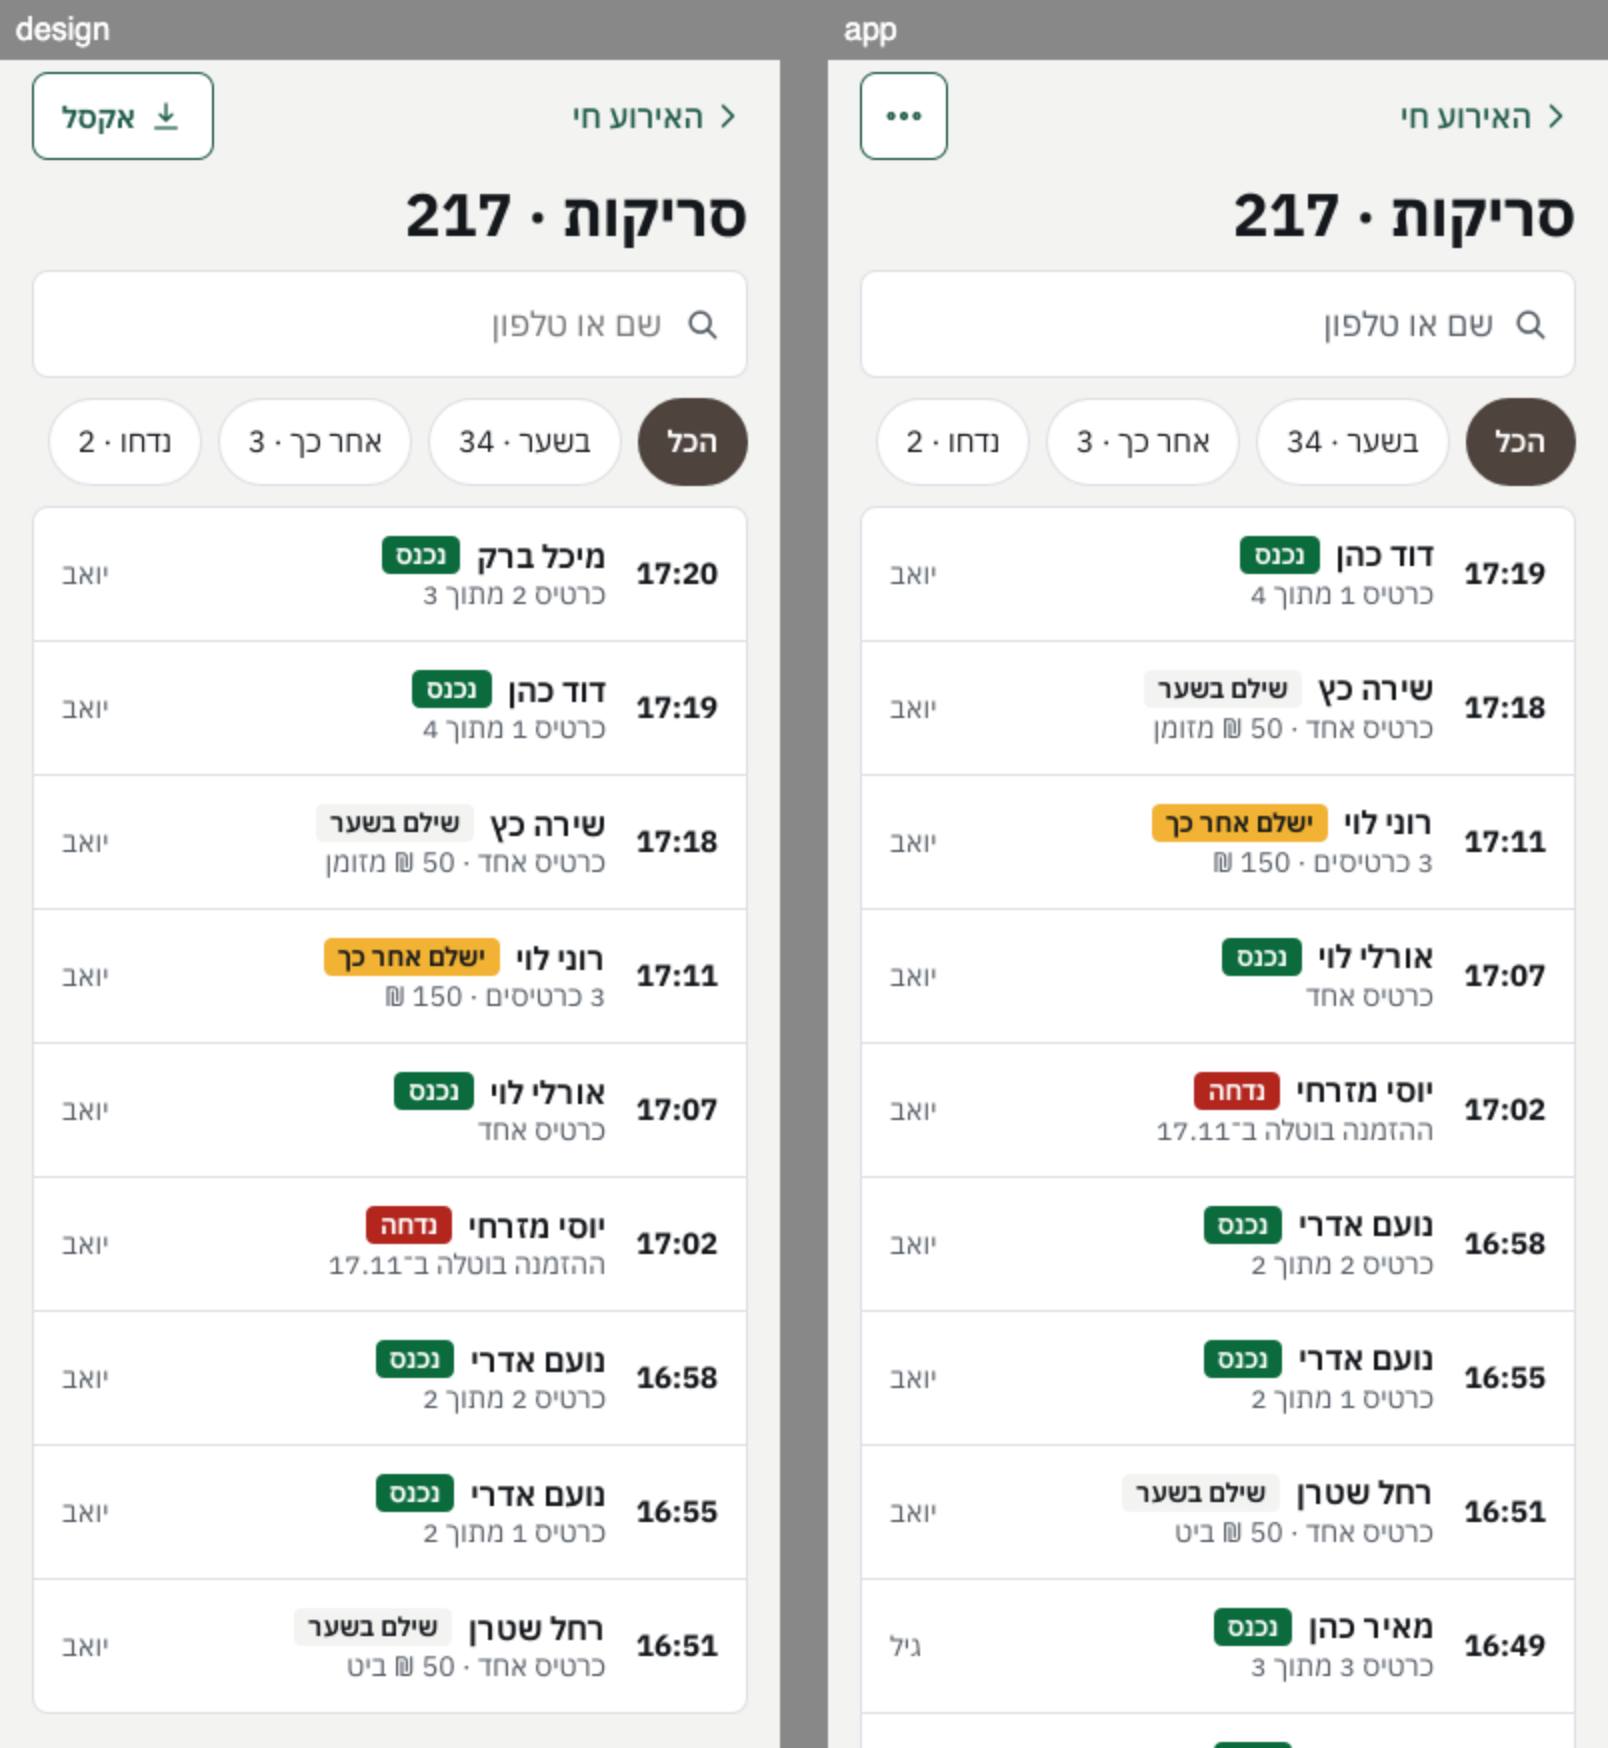 design
אקסל
האירוע חי
סריקות · 217
שם או טלפון
הכל
בשער · 34
אחר כך · 3
נדחו · 2
17:20
מיכל ברק נכנס
כרטיס 2 מתוך 3
יואב
17:19
דוד כהן נכנס
כרטיס 1 מתוך 4
יואב
17:18
שירה כץ שילם בשער
כרטיס אחד · 50 ₪ מזומן
יואב
17:11
רוני לוי ישלם אחר כך
3 כרטיסים · 150 ₪
יואב
17:07
אורלי לוי נכנס
כרטיס אחד
יואב
17:02
יוסי מזרחי נדחה
ההזמנה בוטלה ב־17.11
יואב
16:58
נועם אדרי נכנס
כרטיס 2 מתוך 2
יואב
16:55
נועם אדרי נכנס
כרטיס 1 מתוך 2
יואב
16:51
רחל שטרן שילם בשער
כרטיס אחד · 50 ₪ ביט
יואב
app
האירוע חי
סריקות · 217
שם או טלפון
הכל
בשער · 34
אחר כך · 3
נדחו · 2
17:19
דוד כהן נכנס
כרטיס 1 מתוך 4
יואב
17:18
שירה כץ שילם בשער
כרטיס אחד · 50 ₪ מזומן
יואב
17:11
רוני לוי ישלם אחר כך
3 כרטיסים · 150 ₪
יואב
17:07
אורלי לוי נכנס
כרטיס אחד
יואב
17:02
יוסי מזרחי נדחה
ההזמנה בוטלה ב־17.11
יואב
16:58
נועם אדרי נכנס
כרטיס 2 מתוך 2
יואב
16:55
נועם אדרי נכנס
כרטיס 1 מתוך 2
יואב
16:51
רחל שטרן שילם בשער
כרטיס אחד · 50 ₪ ביט
יואב
16:49
מאיר כהן נכנס
כרטיס 3 מתוך 3
גיל